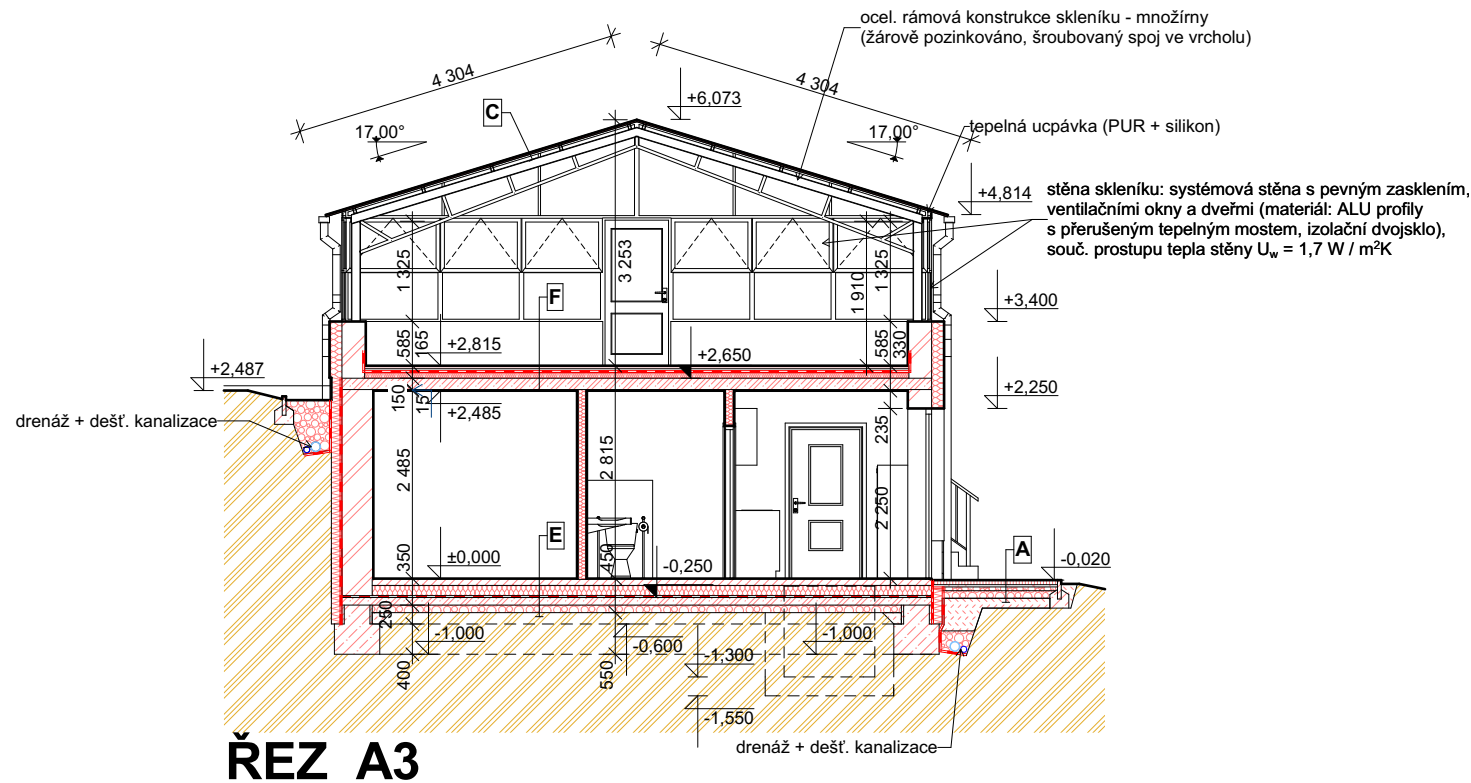 ocel. rámová konstrukce skleníku - množírny
(žárově pozinkováno, šroubovaný spoj ve vrcholu)
4 304
4 304
+6,073
C
17,00°
17,00°
tepelná ucpávka (PUR + silikon)
+4,814
stěna skleníku: systémová stěna s pevným zasklením,
ventilačními okny a dveřmi (materiál: ALU profily
s přerušeným tepelným mostem, izolační dvojsklo),
souč. prostupu tepla stěny Uw = 1,7 W / m²K
1 325
3 253
1 910
1 325
F
+3,400
585
165
+2,815
+2,650
585
330
+2,487
150
+2,485
+2,250
drenáž + dešť. kanalizace
235
2 485
2 815
2 250
E
A
350
±0,000
450
-0,250
-0,020
250
-1,000
-0,600
-1,000
400
550
-1,300
-1,550
drenáž + dešť. kanalizace
ŘEZ A3